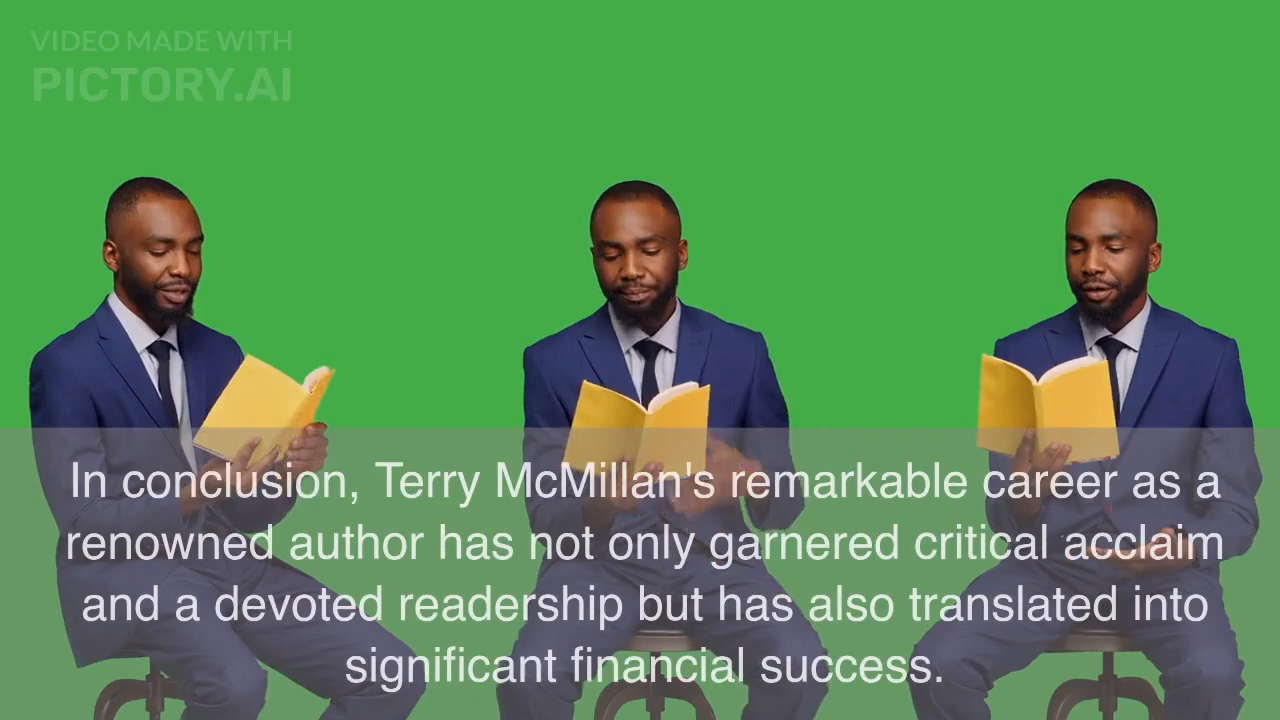 VIDEO MADE WITH
PICTORY.AI
In conclusion, Terry McMillan's remarkable career as a
renowned author has not only garnered critical acclaim
and a devoted readership but has also translated into
significant financial success.